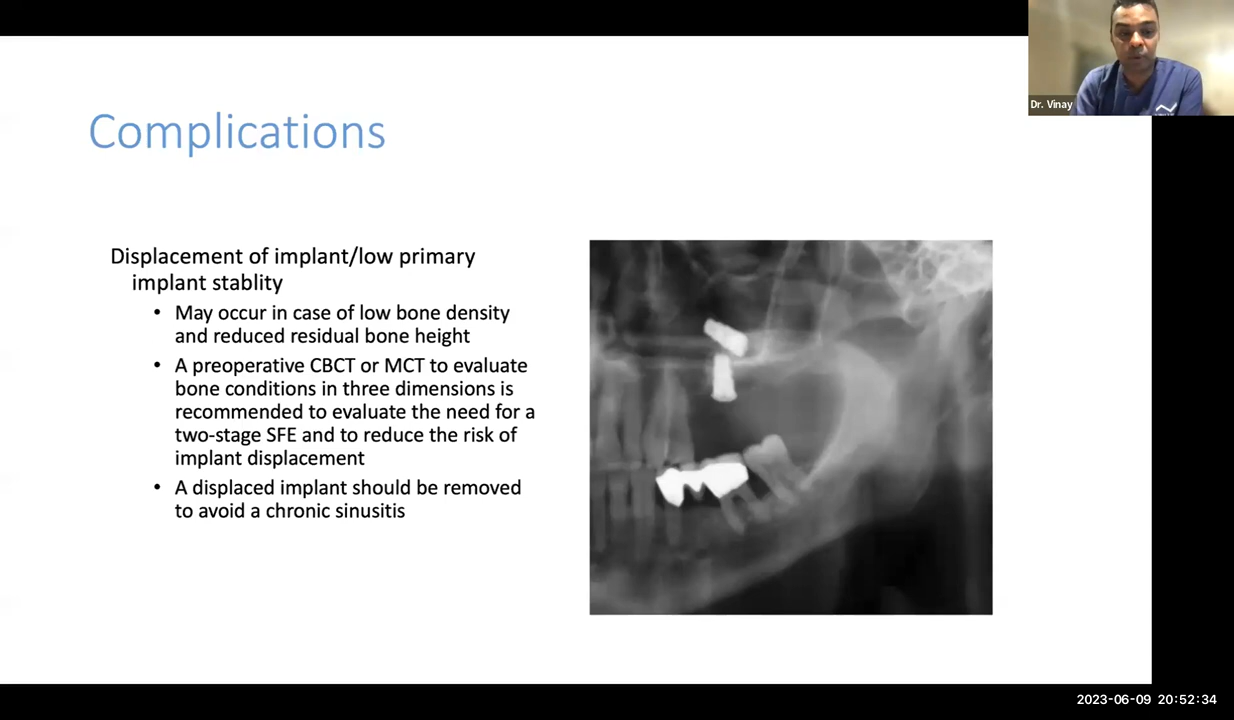 Complications
Displacement of implant/low primary
implant stablity
• May occur in case of low bone density
and reduced residual bone height
• A preoperative CBCT or MCT to evaluate
bone conditions in three dimensions is
recommended to evaluate the need for a
two-stage SFE and to reduce the risk of
implant displacement
• A displaced implant should be removed
to avoid a chronic sinusitis
Dr. Vinay
2023-06-09 20:52:34